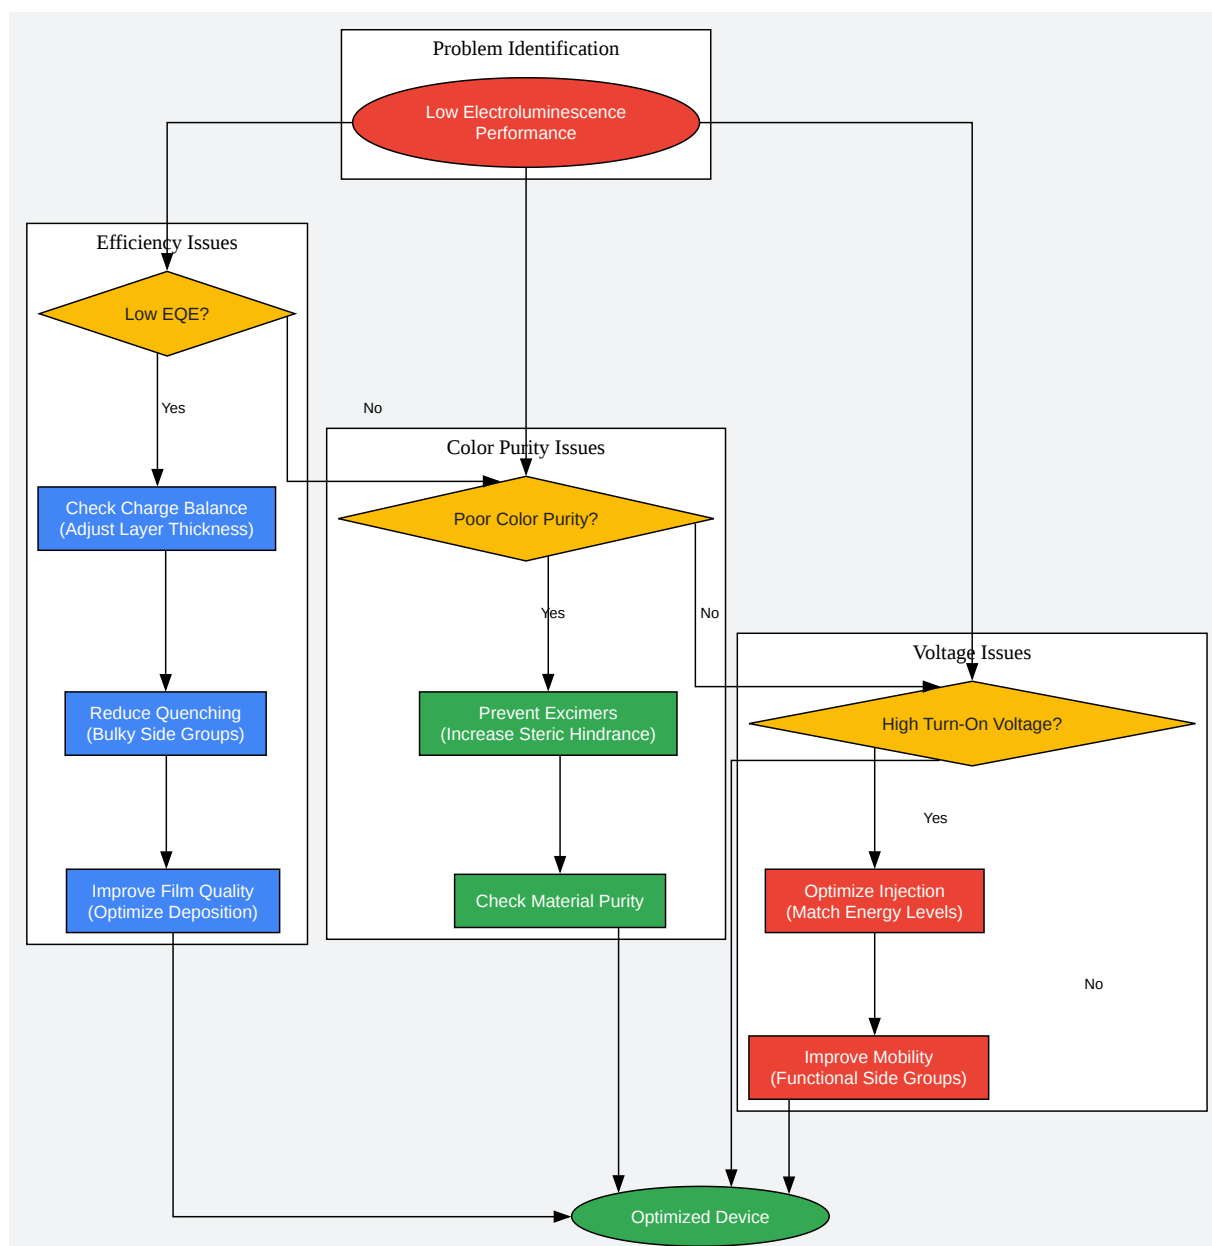 Problem Identification
Low Electroluminescence
Performance
Efficiency Issues
Low EQE?
Yes
No
Check Charge Balance
(Adjust Layer Thickness)
Reduce Quenching
(Bulky Side Groups)
Improve Film Quality
(Optimize Deposition)
Color Purity Issues
Poor Color Purity?
Yes
No
Prevent Excimers
(Increase Steric Hindrance)
Check Material Purity
Voltage Issues
High Turn-On Voltage?
Yes
Optimize Injection
(Match Energy Levels)
No
Improve Mobility
(Functional Side Groups)
Optimized Device